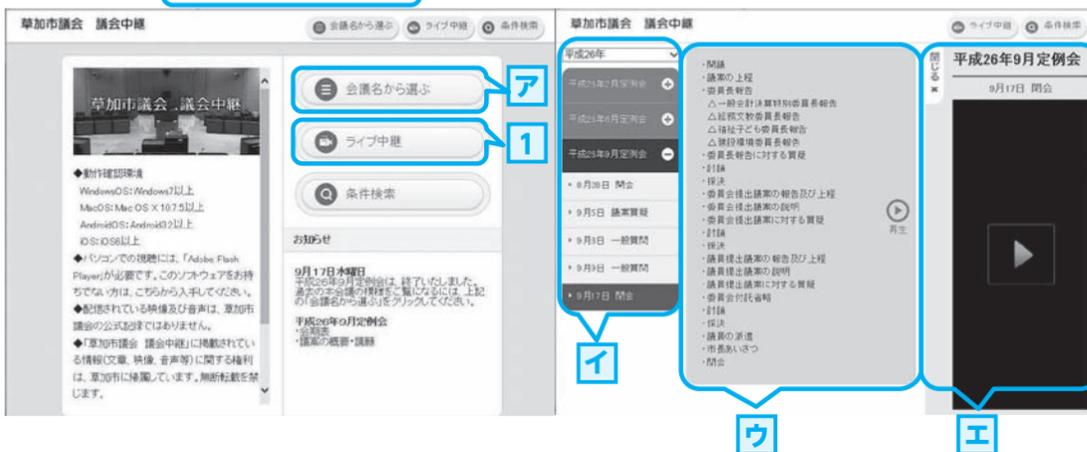 草加市議会 議会中継
会議名から選ぶ
ライブ中継
条件検索
草加市議会 議会中継
◆動作確認環境
WindowsOS:Windows7以上
MacOS:Mac OS X 10.7.5以上
AndroidOS:Android3.2以上
iOS:iOS6以上
◆パソコンでの視聴には、「Adobe Flash
Player」が必要です。このソフトウェアをお持
ちでない方は、こちらから入手してください。
◆配信されている映像及び音声は、草加市
議会の公式記録ではありません。
◆「草加市議会 議会中継」に掲載されてい
る情報(文章、映像、音声等)に関する権利
は、草加市に帰属しています。無断転載を禁
じます。
会議名から選ぶ
ア
ライブ中継
1
条件検索
お知らせ
9月17日水曜日
平成26年9月定例会は、終了いたしました。
過去の本会議の模様をご覧になるには、上記
の「会議名から選ぶ」をクリックしてください。
平成26年9月定例会
・会期表
・議案の概要・請願
草加市議会 議会中継
ライブ中継
条件検索
平成26年
平成26年2月定例会
平成26年6月定例会
平成26年9月定例会
9月5日 議案質疑
9月9日 一般質問
9月17日 閉会
イ
・開議
・議案の上程
・委員長報告
△一般会計決算特別委員長報告
△総務文教委員長報告
△福祉子ども委員長報告
△建設環境委員長報告
・委員長報告に対する質疑
・討論
・採決
・委員会提出議案の報告及び上程
・委員会提出議案の説明
・委員会提出議案に対する質疑
・討論
・採決
・議員提出議案の報告及び上程
・議員提出議案の説明
・議員提出議案に対する質疑
・委員会付託省略
・討論
・採決
・議員の派遣
・市長あいさつ
・閉会
再生
ウ
閉じる ×
平成26年9月定例会
9月17日 閉会
エ